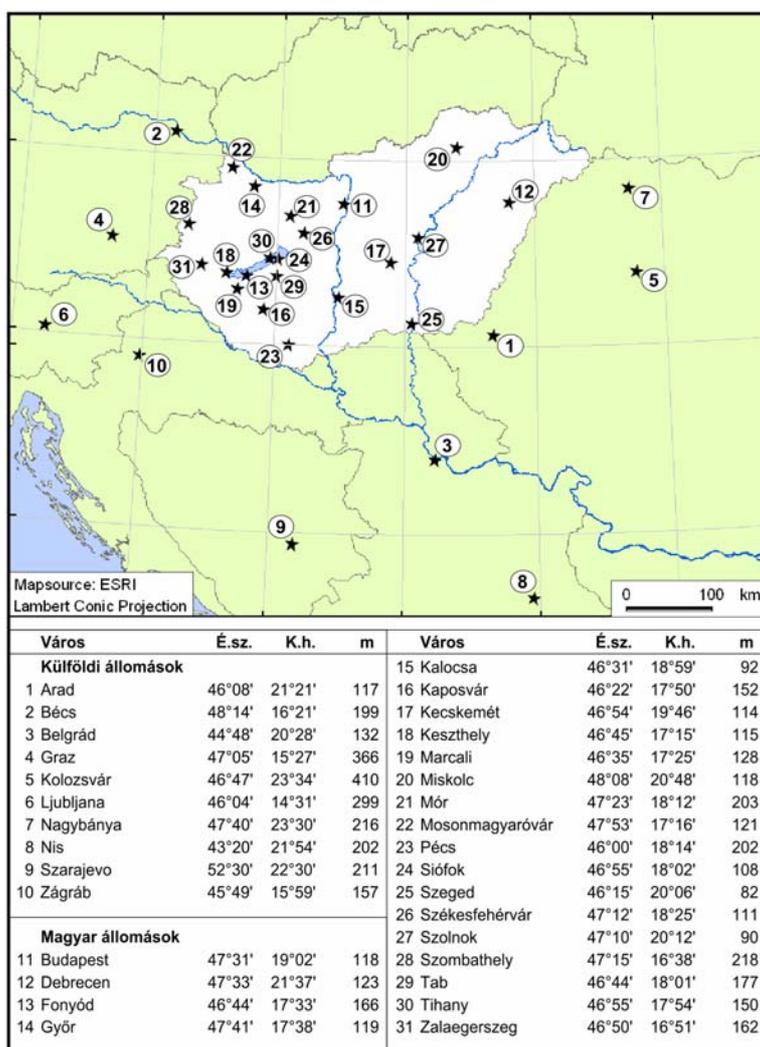 2
22
20
14
21
11
12
7
28
4
30
26
24
17
27
31
18
5
13
29
19
16
15
25
6
23
1
10
3
9
8
Mapsource: ESRI
Lambert Conic Projection
0 100 km
Város É.sz. K.h. m
Külföldi állomások
1 Arad 46°08' 21°21' 117
2 Bécs 48°14' 16°21' 199
3 Belgrád 44°48' 20°28' 132
4 Graz 47°05' 15°27' 366
5 Kolozsvár 46°47' 23°34' 410
6 Ljubljana 46°04' 14°31' 299
7 Nagybánya 47°40' 23°30' 216
8 Nis 43°20' 21°54' 202
9 Szarajevo 52°30' 22°30' 211
10 Zágráb 45°49' 15°59' 157
Magyar állomások
11 Budapest 47°31' 19°02' 118
12 Debrecen 47°33' 21°37' 123
13 Fonyód 46°44' 17°33' 166
14 Győr 47°41' 17°38' 119
Város É.sz. K.h. m
15 Kalocsa 46°31' 18°59' 92
16 Kaposvár 46°22' 17°50' 152
17 Kecskemét 46°54' 19°46' 114
18 Keszthely 46°45' 17°15' 115
19 Marcali 46°35' 17°25' 128
20 Miskolc 48°08' 20°48' 118
21 Mór 47°23' 18°12' 203
22 Mosonmagyaróvár 47°53' 17°16' 121
23 Pécs 46°00' 18°14' 202
24 Siófok 46°55' 18°02' 108
25 Szeged 46°15' 20°06' 82
26 Székesfehérvár 47°12' 18°25' 111
27 Szolnok 47°10' 20°12' 90
28 Szombathely 47°15' 16°38' 218
29 Tab 46°44' 18°01' 177
30 Tihany 46°55' 17°54' 150
31 Zalaegerszeg 46°50' 16°51' 162